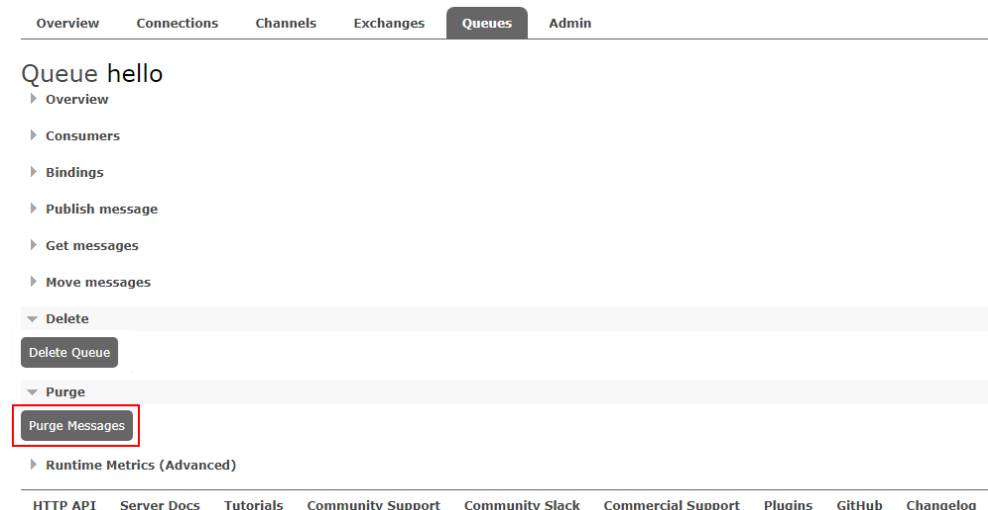 Overview Connections Channels Exchanges Queues Admin
Queue hello
Overview
Consumers
Bindings
Publish message
Get messages
Move messages
Delete
Delete Queue
Purge
Purge Messages
Runtime Metrics (Advanced)
HTTP API Server Docs Tutorials Community Support Community Slack Commercial Support Plugins GitHub Changelog